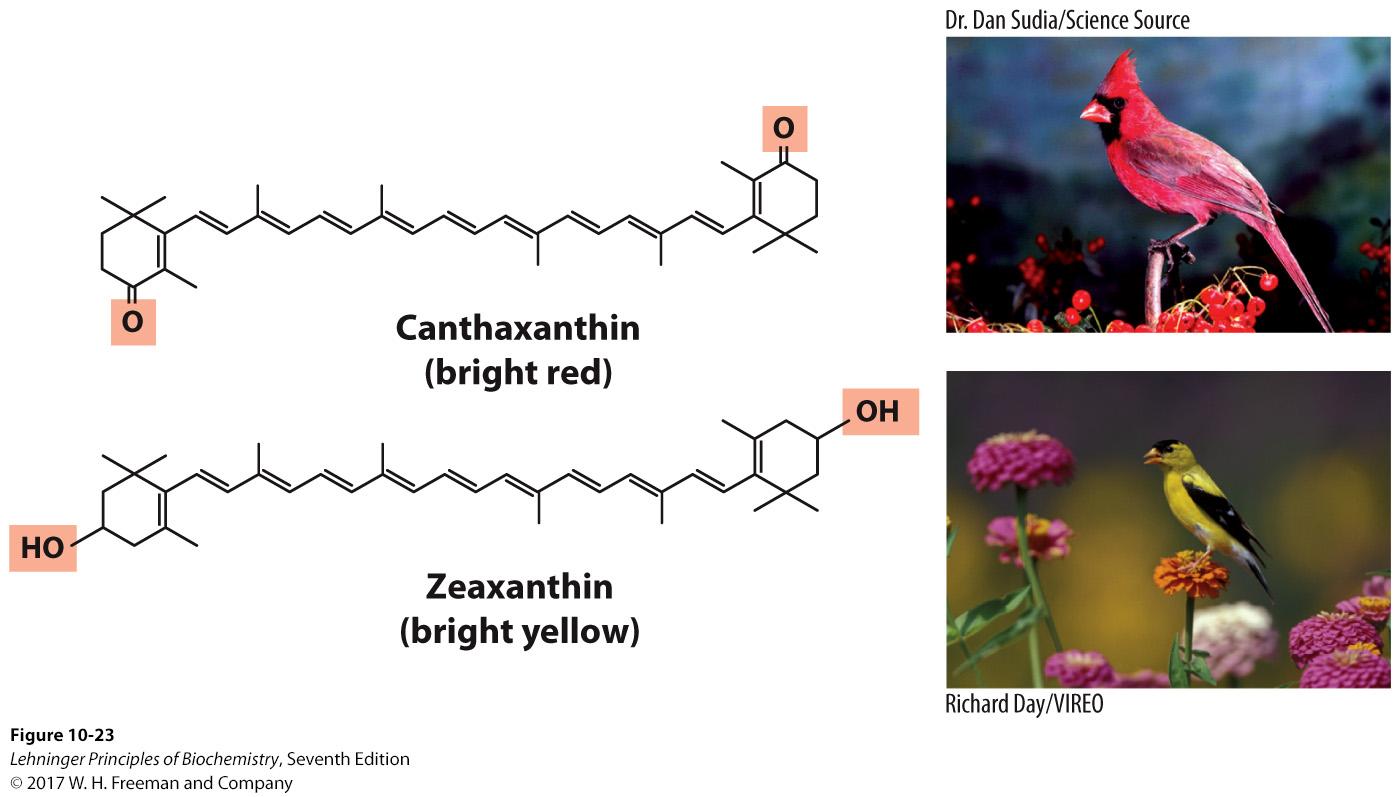 Dr. Dan Sudia/Science Source
O
O
Canthaxanthin
(bright red)
OH
HO
Zeaxanthin
(bright yellow)
Richard Day/VIREO
Figure 10-23
Lehninger Principles of Biochemistry, Seventh Edition
© 2017 W. H. Freeman and Company